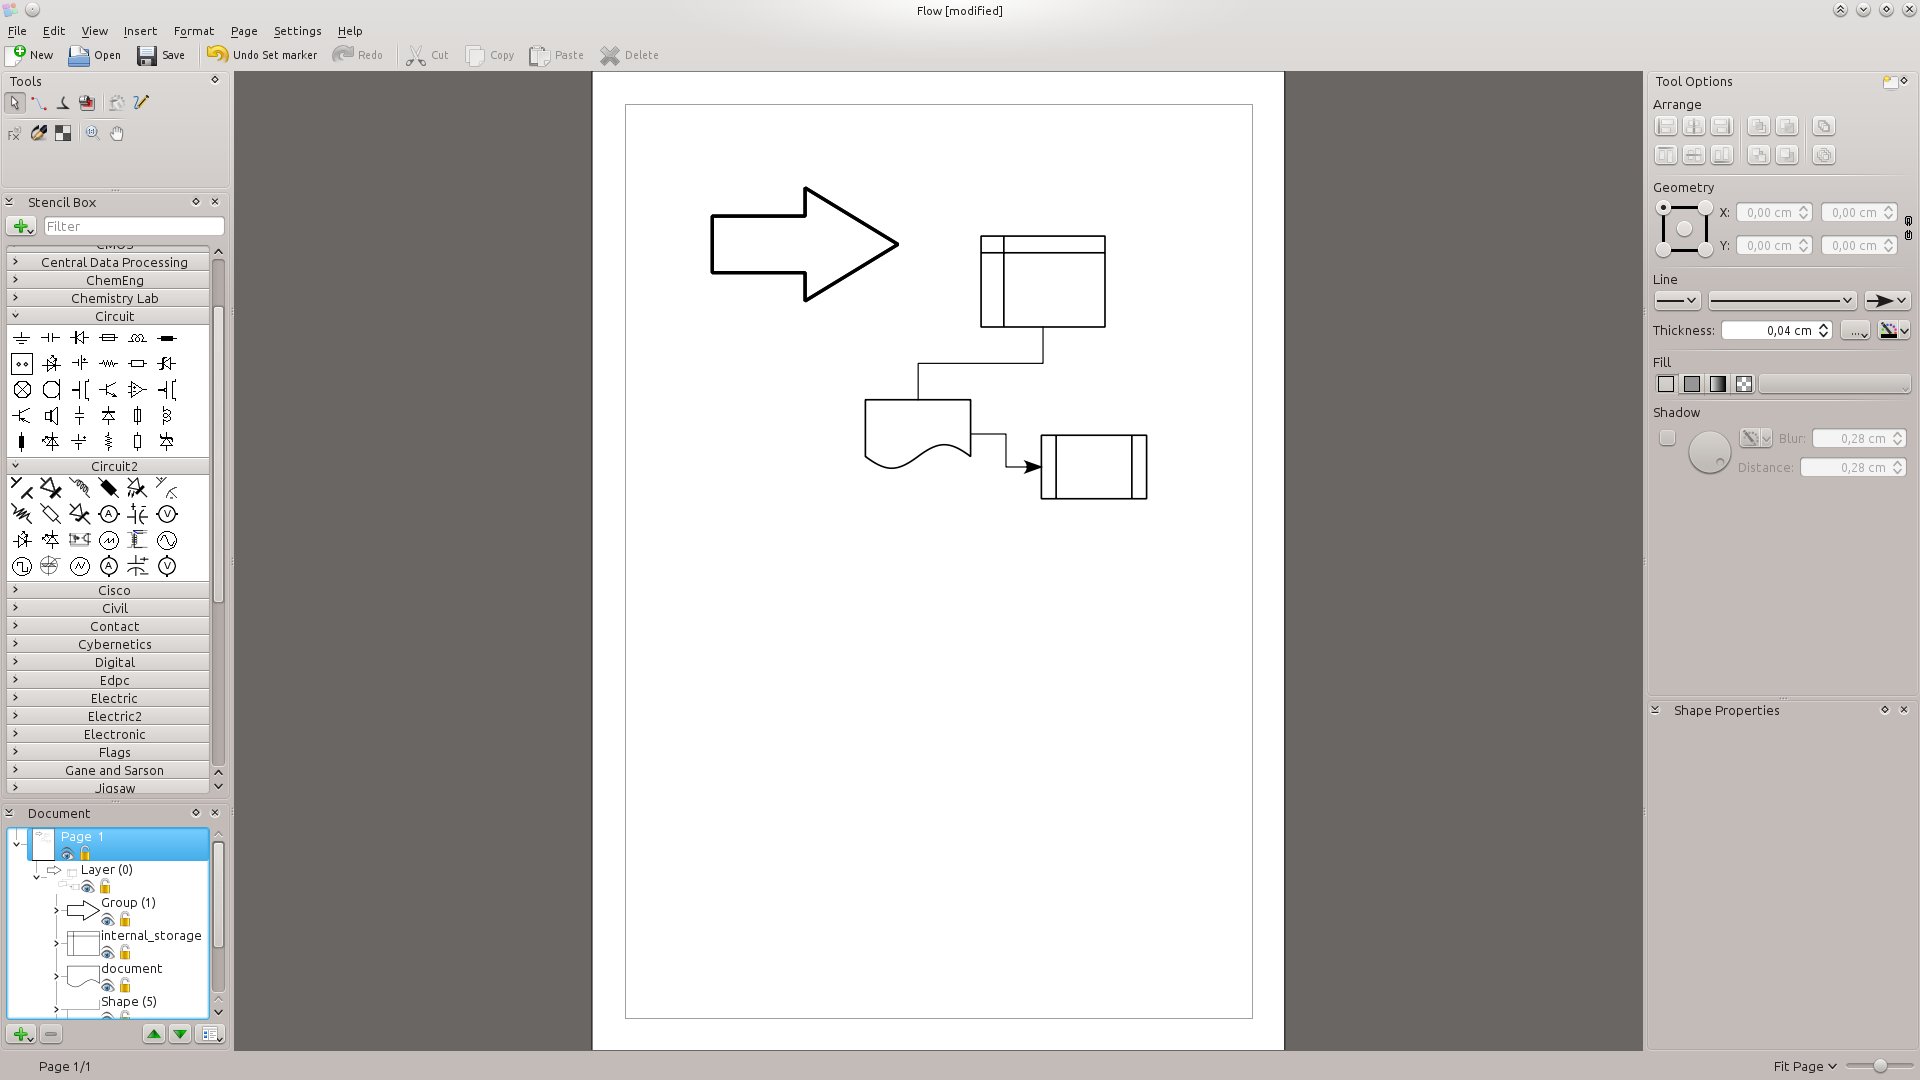 Flow [modified]
File Edit View Insert Format Page Settings Help
New Open Save Undo Set marker Redo Cut Copy Paste Delete
Tools
Stencil Box
Filter
CMOS
Central Data Processing
ChemEng
Chemistry Lab
Circuit
Circuit2
Cisco
Civil
Contact
Cybernetics
Digital
Edpc
Electric
Electric2
Electronic
Flags
Gane and Sarson
Jigsaw
Document
Page 1
Layer (0)
Group (1)
internal_storage
document
Shape (5)
Page 1/1
Tool Options
Arrange
Geometry
X: 0,00 cm 0,00 cm
Y: 0,00 cm 0,00 cm
Line
Thickness: 0,04 cm ...
Fill
Shadow
Blur: 0,28 cm
Distance: 0,28 cm
Shape Properties
Fit Page